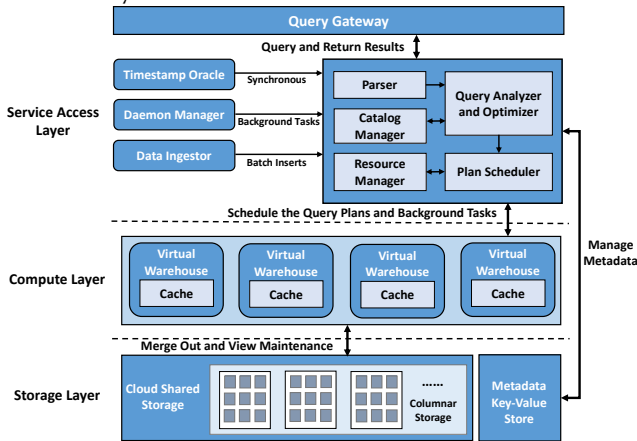 Query Gateway
Query and Return Results
Timestamp Oracle
Synchronous
Daemon Manager
Background Tasks
Data Ingestor
Batch Inserts
Service Access
Layer
Parser
Catalog
Manager
Resource
Manager
Query Analyzer
and Optimizer
Plan Scheduler
Schedule the Query Plans and Background Tasks
Manage
Metadata
Compute Layer
Virtual
Warehouse
Cache
Virtual
Warehouse
Cache
Virtual
Warehouse
Cache
Virtual
Warehouse
Cache
Merge Out and View Maintenance
Storage Layer
Cloud Shared
Storage
......
Columnar
Storage
Metadata
Key-Value
Store